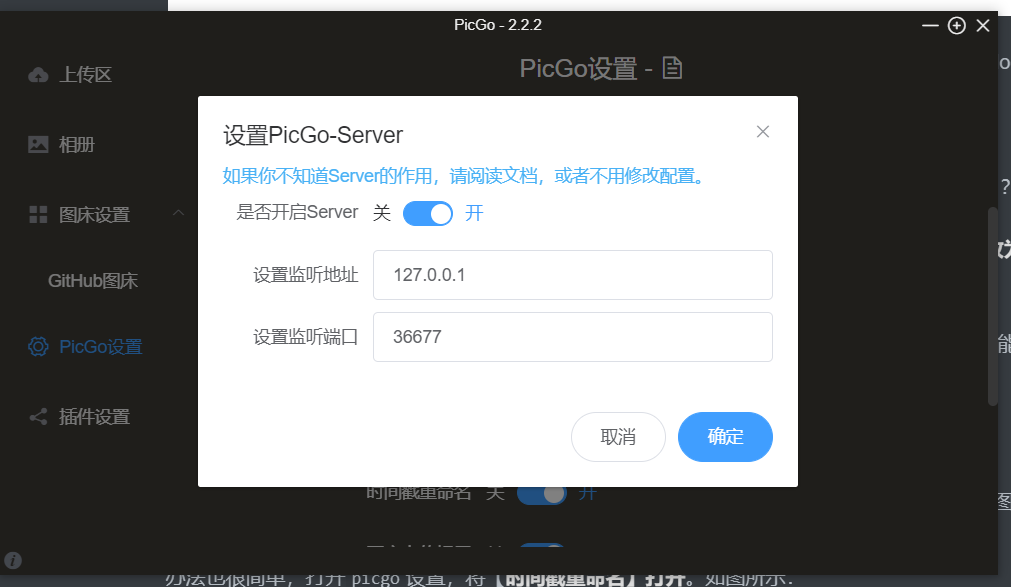 PicGo - 2.2.2
上传区
PicGo设置 -
相册
图床设置
GitHub图床
PicGo设置
插件设置
设置PicGo-Server
如果你不知道Server的作用，请阅读文档，或者不用修改配置。
是否开启Server 关 开
设置监听地址 127.0.0.1
设置监听端口 36677
取消 确定
时间戳重命名 关 开
办法也很简单，打开 picgo 设置，将【时间戳重命名】打开。如图所示：
o
?
能
图